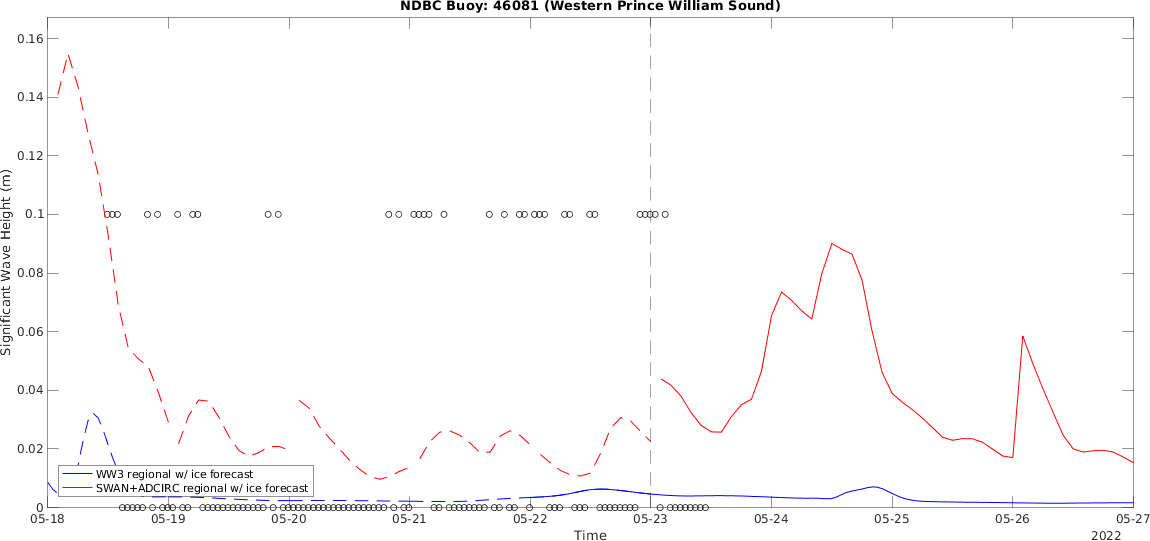 NDBC Buoy: 46081 (Western Prince William Sound)
Significant Wave Height (m)
0.16
0.14
0.12
0.1
0.08
0.06
0.04
0.02
0
WW3 regional w/ ice forecast
SWAN+ADCIRC regional w/ ice forecast
05-18 05-19 05-20 05-21 05-22 05-23 05-24 05-25 05-26 05-27
Time
2022